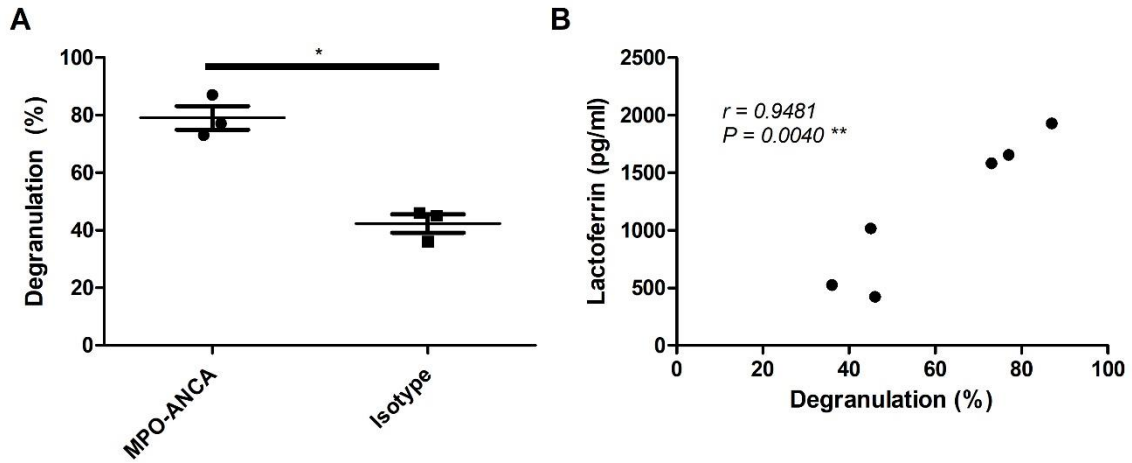 A
*
Degranulation (%)
100
80
60
40
20
0
MPO-ANCA
Isotype
B
r = 0.9481
P = 0.0040 **
Lactoferrin (pg/ml)
2500
2000
1500
1000
500
0
0 20 40 60 80 100
Degranulation (%)